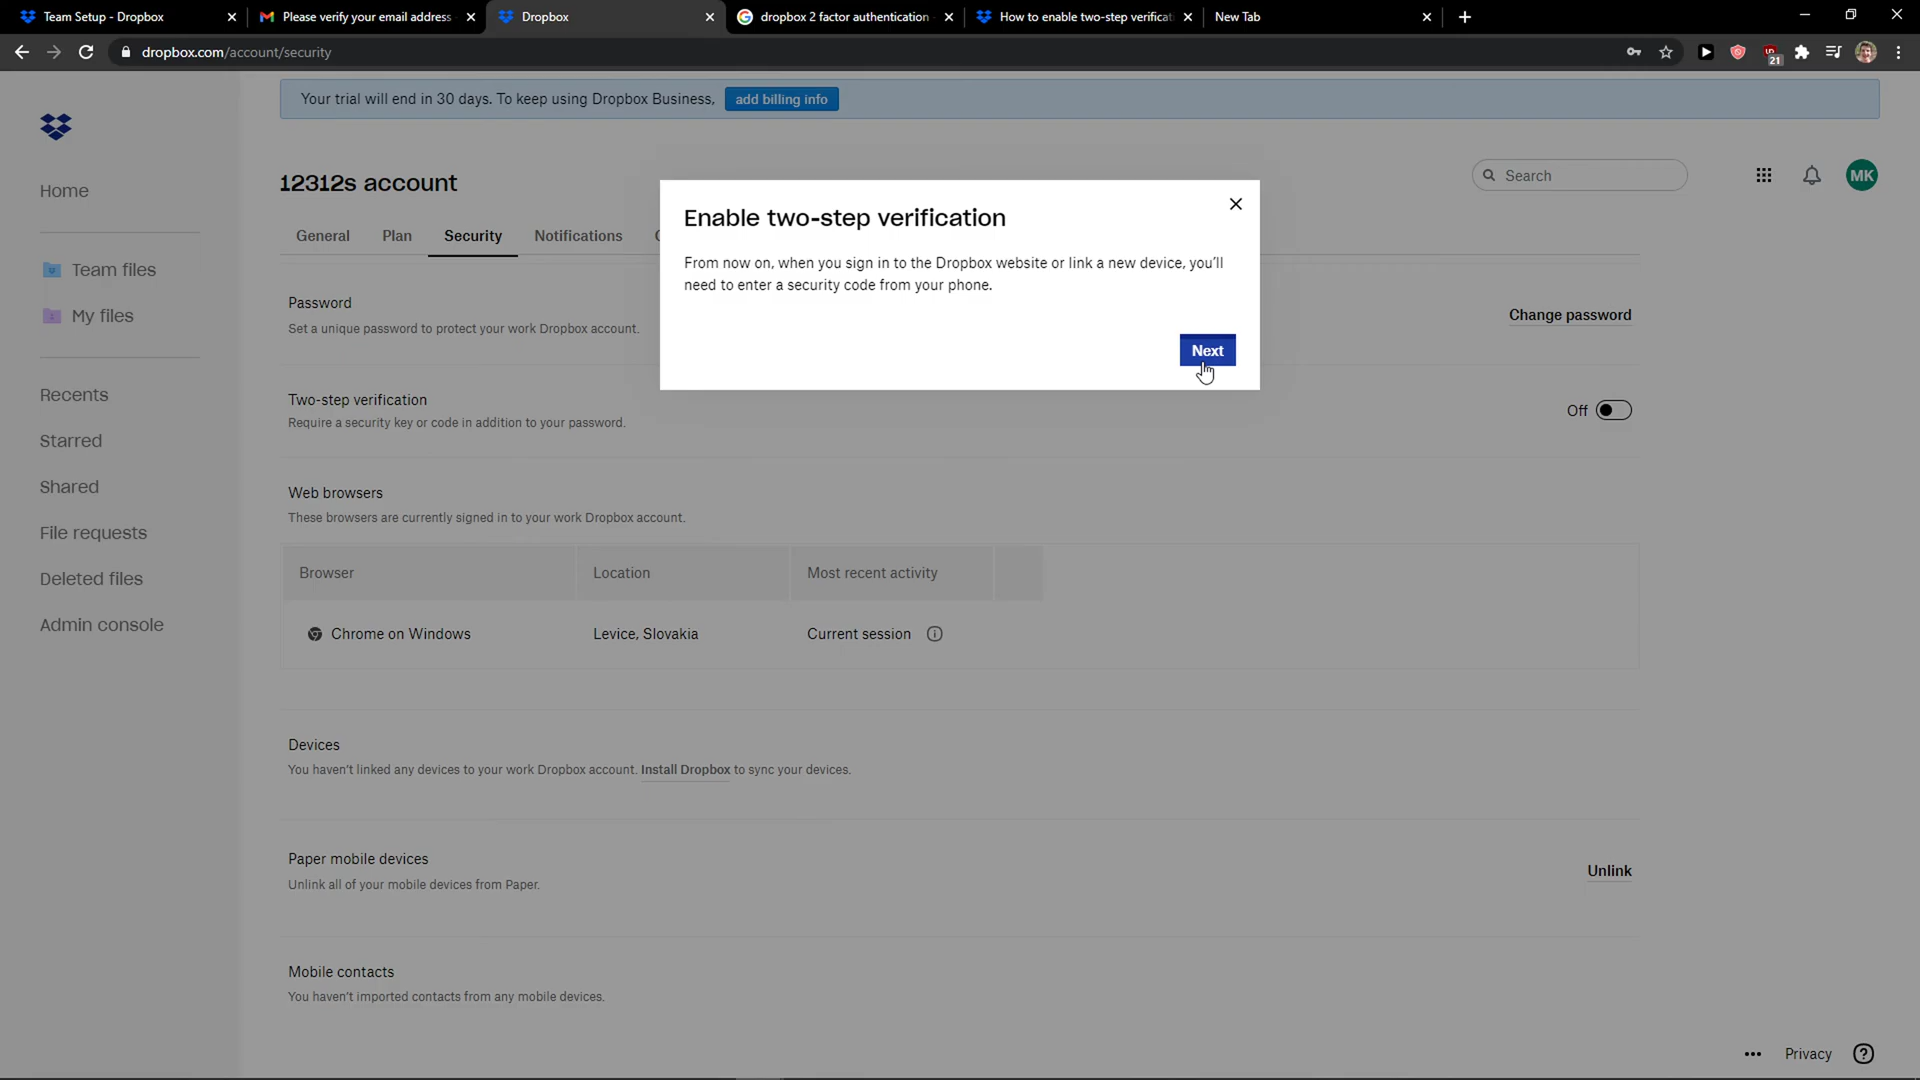 Team Setup - Dropbox
Please verify your email address
Dropbox
dropbox 2 factor authentication
How to enable two-step verificat
New Tab
dropbox.com/account/security
21
Your trial will end in 30 days. To keep using Dropbox Business,
add billing info
12312s account
Search
MK
Home
Team files
My files
Recents
Starred
Shared
File requests
Deleted files
Admin console
General
Plan
Security
Notifications
Enable two-step verification
From now on, when you sign in to the Dropbox website or link a new device, you'll
need to enter a security code from your phone.
Next
Password
Set a unique password to protect your work Dropbox account.
Change password
Two-step verification
Require a security key or code in addition to your password.
Off
Web browsers
These browsers are currently signed in to your work Dropbox account.
Browser
Location
Most recent activity
Chrome on Windows
Levice, Slovakia
Current session
Devices
You haven't linked any devices to your work Dropbox account. Install Dropbox to sync your devices.
Paper mobile devices
Unlink all of your mobile devices from Paper.
Unlink
Mobile contacts
You haven't imported contacts from any mobile devices.
Privacy